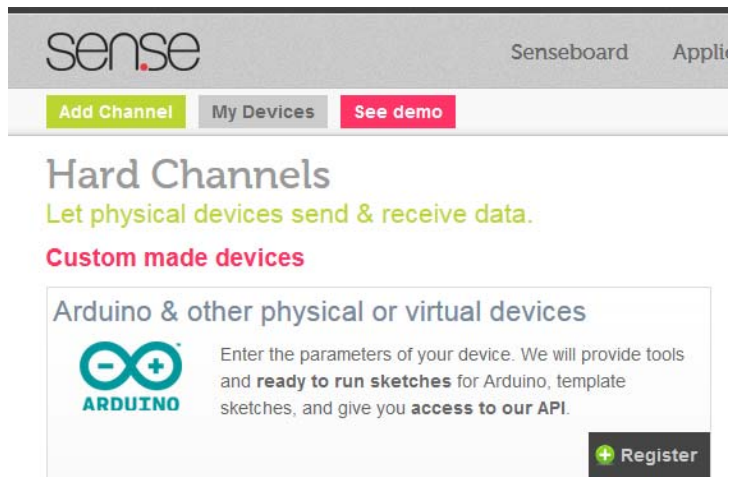 sen.se
Senseboard
Add Channel My Devices See demo
Hard Channels
Let physical devices send & receive data.
Custom made devices
Arduino & other physical or virtual devices
Enter the parameters of your device. We will provide tools
and ready to run sketches for Arduino, template
sketches, and give you access to our API.
ARDUINO
Register